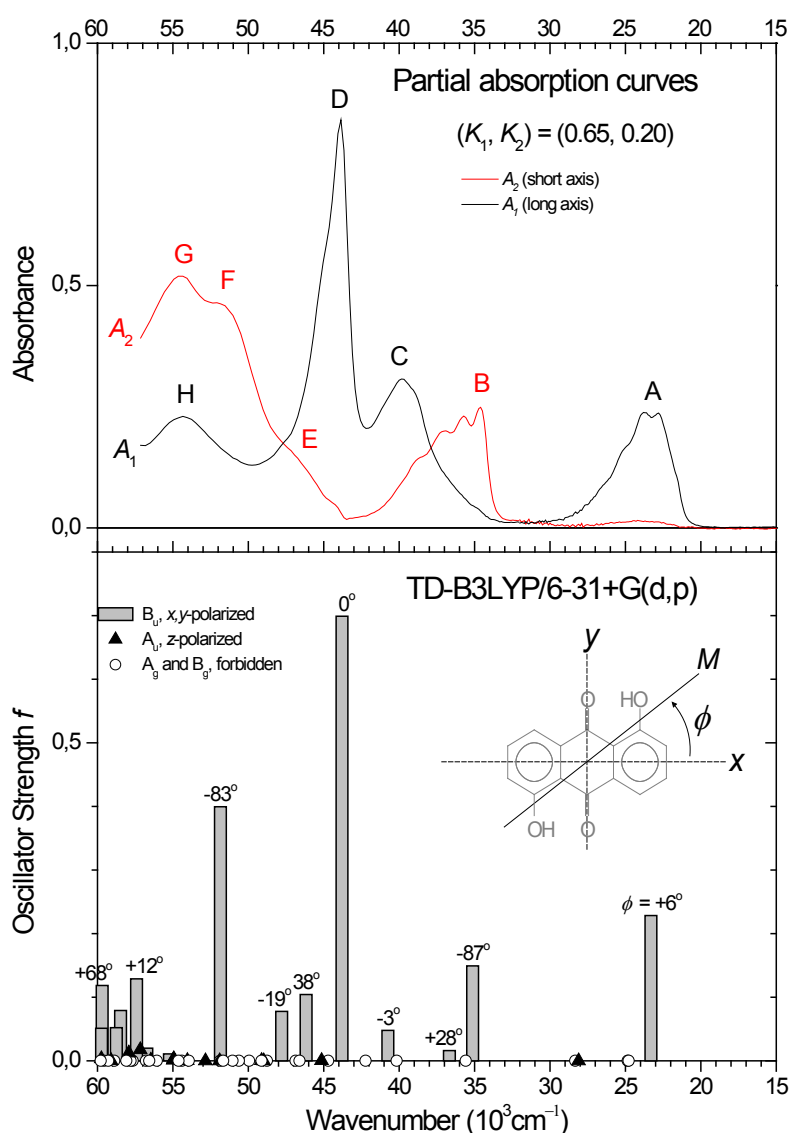 60 55 50 45 40 35 30 25 20 15
1,0
D
Partial absorption curves
(K₁, K₂) = (0.65, 0.20)
A₂ (short axis)
A₁ (long axis)
G
F
0,5
Absorbance
A₂
C
B
A
H
E
A₁
0,0
TD-B3LYP/6-31+G(d,p)
Bᵤ, x,y-polarized
Aᵤ, z-polarized
A_g and B_g, forbidden
0°
y
M
O
HO
ϕ
x
OH
O
0,5
Oscillator Strength f
-83°
ϕ = +6°
+68°
+12°
-19°
38°
-3°
+28°
-87°
0,0
60 55 50 45 40 35 30 25 20 15
Wavenumber (10³cm⁻¹)